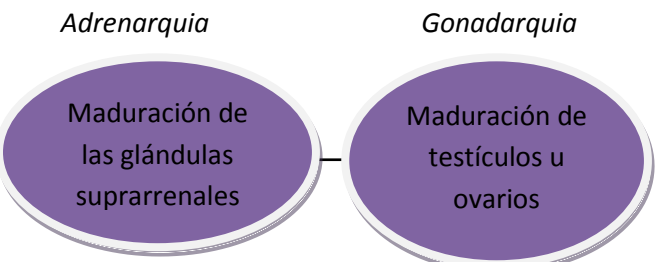 Adrenarquia
Gonadarquia
Maduración de
las glándulas
suprarrenales
Maduración de
testículos u
ovarios